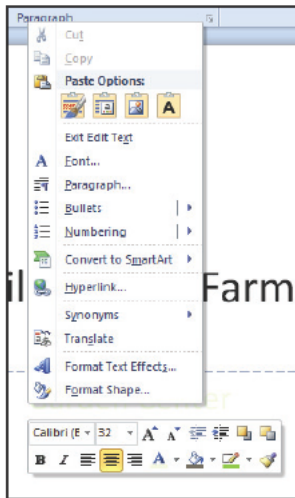 Paragraph
Cut
Copy
Paste Options:
A
Exit Edit Text
Font...
Paragraph...
Bullets
Numbering
Convert to SmartArt
Hyperlink...
il Farm
Synonyms
Translate
Format Text Effects...
Format Shape...
Calibri (E 32 A A
B I A